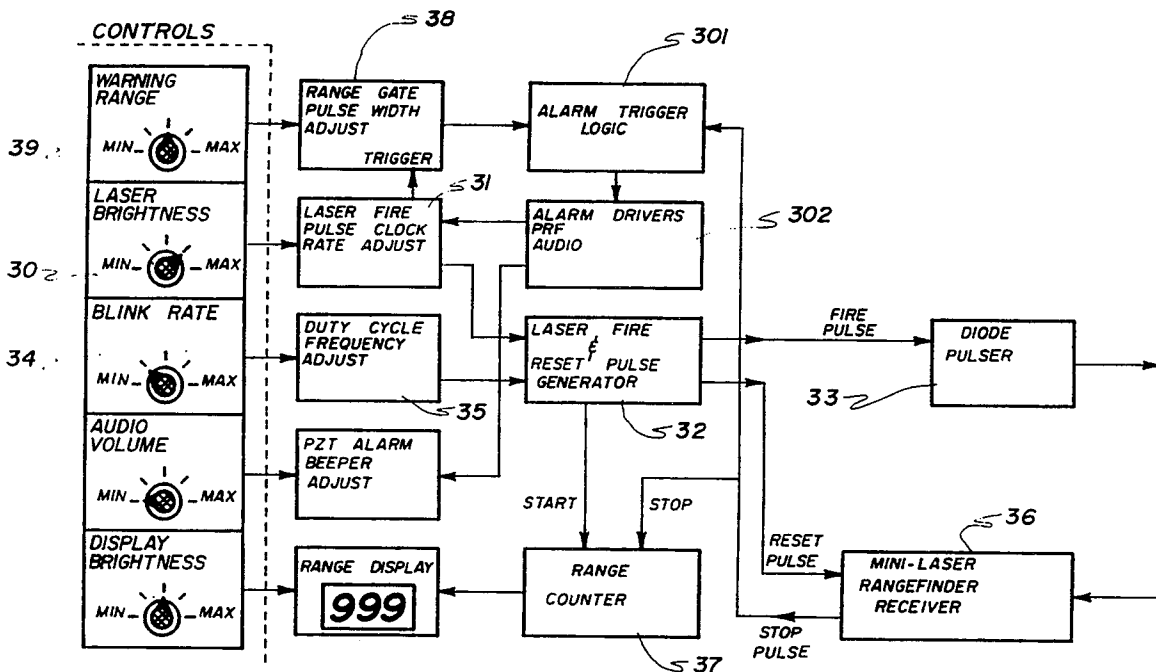 CONTROLS
38
301
WARNING
RANGE
MIN
MAX
39
RANGE GATE
PULSE WIDTH
ADJUST
TRIGGER
ALARM TRIGGER
LOGIC
LASER
BRIGHTNESS
MIN
MAX
30
31
LASER FIRE
PULSE CLOCK
RATE ADJUST
ALARM DRIVERS
PRF
AUDIO
302
BLINK RATE
MIN
MAX
34
DUTY CYCLE
FREQUENCY
ADJUST
35
LASER FIRE
&
RESET PULSE
GENERATOR
32
FIRE
PULSE
DIODE
PULSER
33
AUDIO
VOLUME
MIN
MAX
PZT ALARM
BEEPER
ADJUST
START
STOP
DISPLAY
BRIGHTNESS
MIN
MAX
RANGE DISPLAY
999
RANGE
COUNTER
37
RESET
PULSE
STOP
PULSE
36
MINI-LASER
RANGEFINDER
RECEIVER